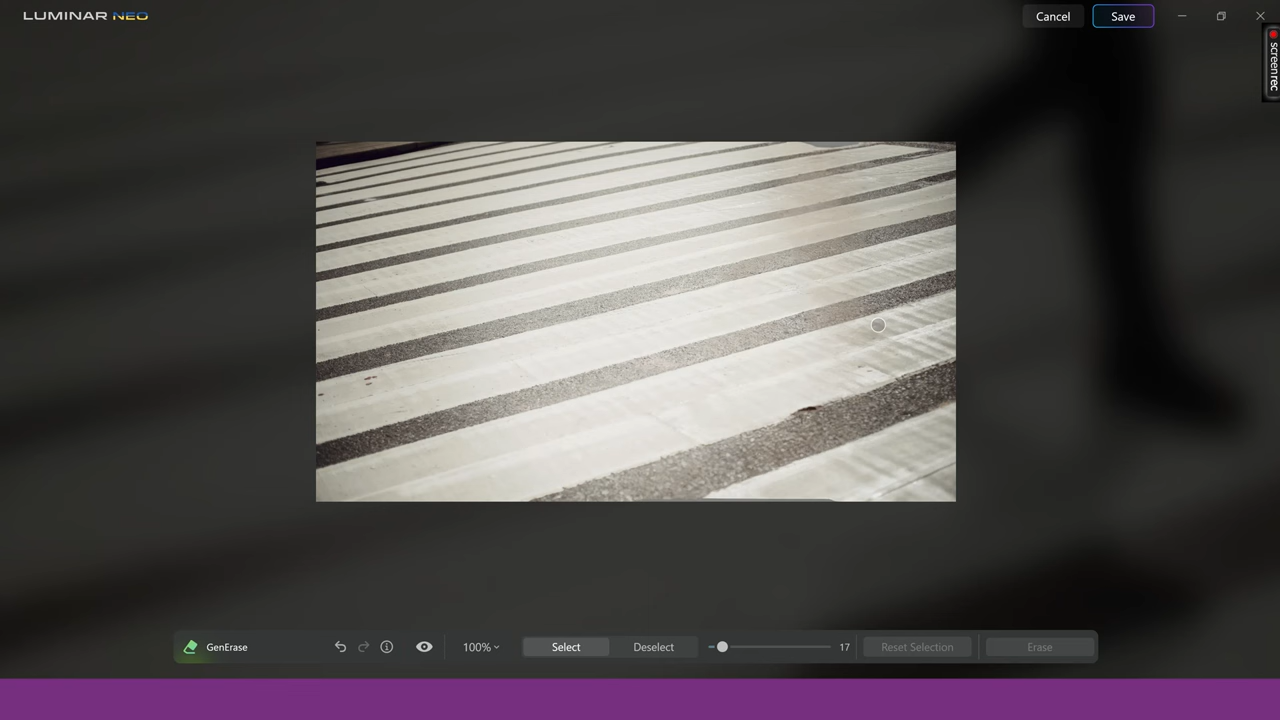 LUMINAR NEO
Cancel
Save
screenrec
GenErase
100%
Select
Deselect
17
Reset Selection
Erase